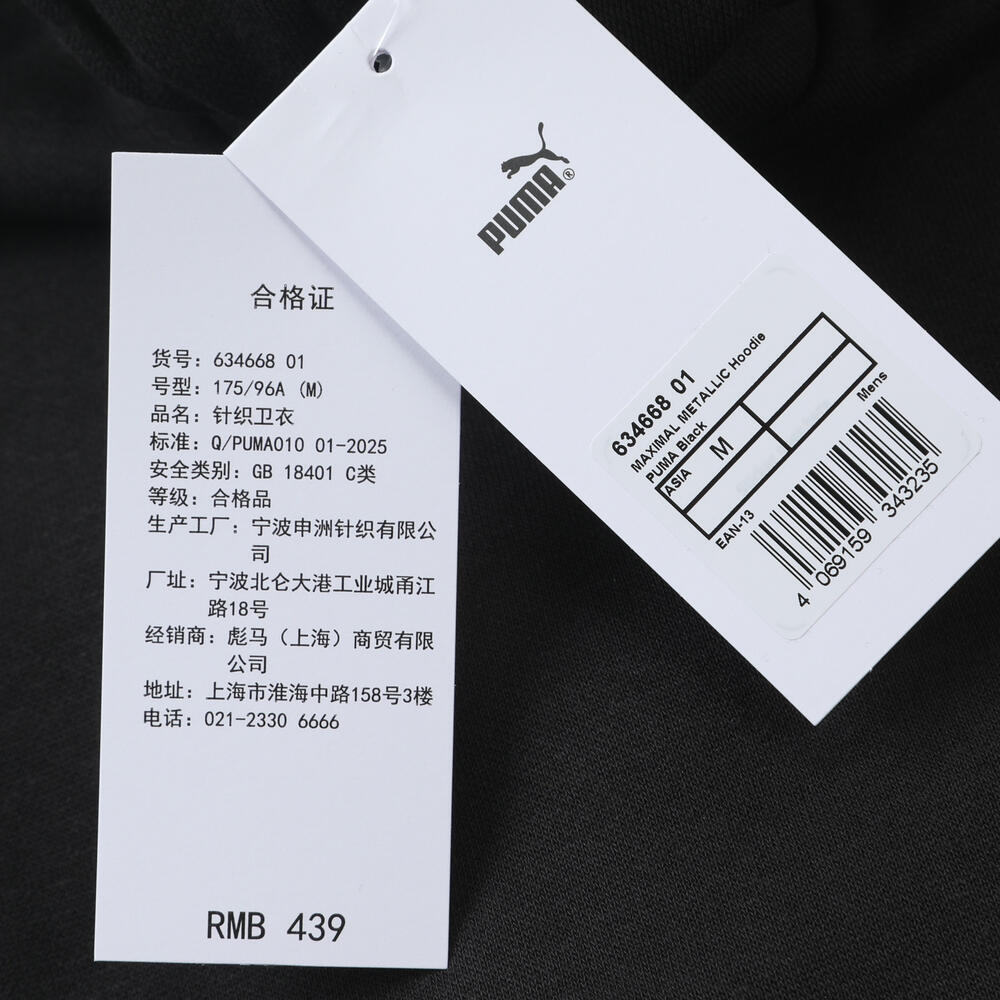 合格证
货号：634668 01
号型：175/96A (M)
品名：针织卫衣
标准：Q/PUMA010 01-2025
安全类别：GB 18401 C类
等级：合格品
生产工厂：宁波申洲针织有限公
司
厂址：宁波北仑大港工业城甬江
路18号
经销商：彪马（上海）商贸有限
公司
地址：上海市淮海中路158号3楼
电话：021-2330 6666
RMB 439
PUMA®
634668 01
MAXIMAL METALLIC Hoodie
PUMA Black
ASIA M
Mens
EAN-13
4 069159 343235